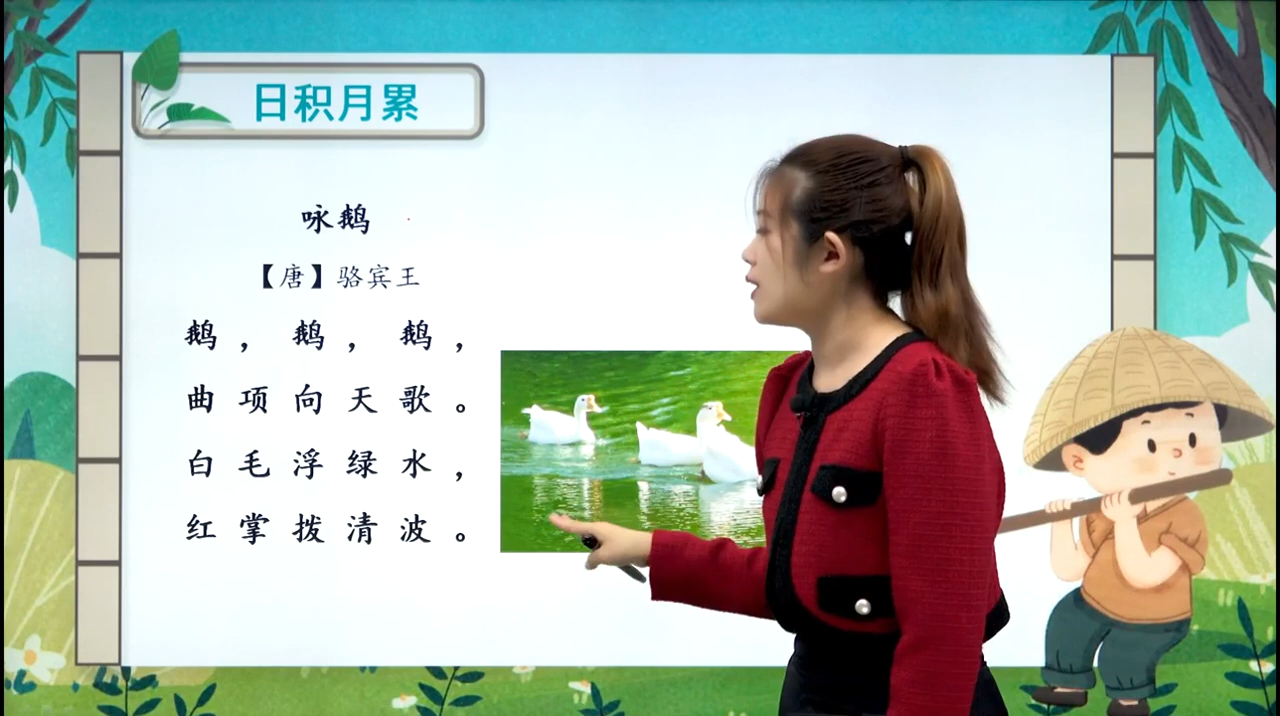 日积月累
咏鹅
【唐】骆宾王
鹅，鹅，鹅，
曲项向天歌。
白毛浮绿水，
红掌拨清波。